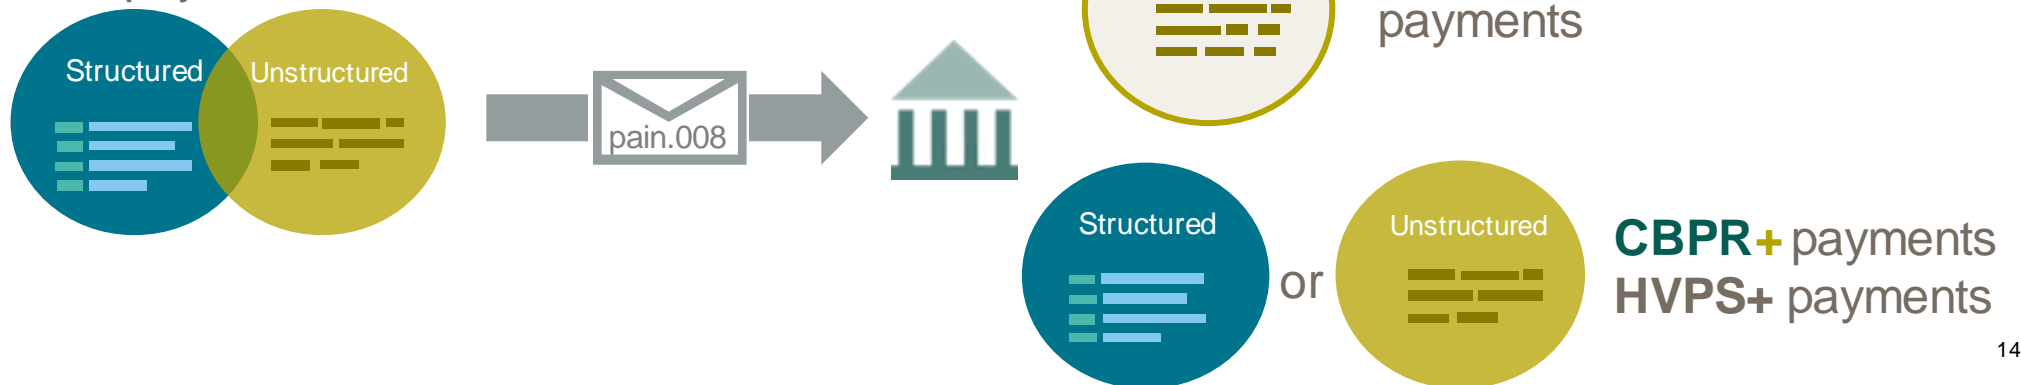 payments
Structured
Unstructured
pain.008
Structured
or
Unstructured
CBPR+ payments
HVPS+ payments
14